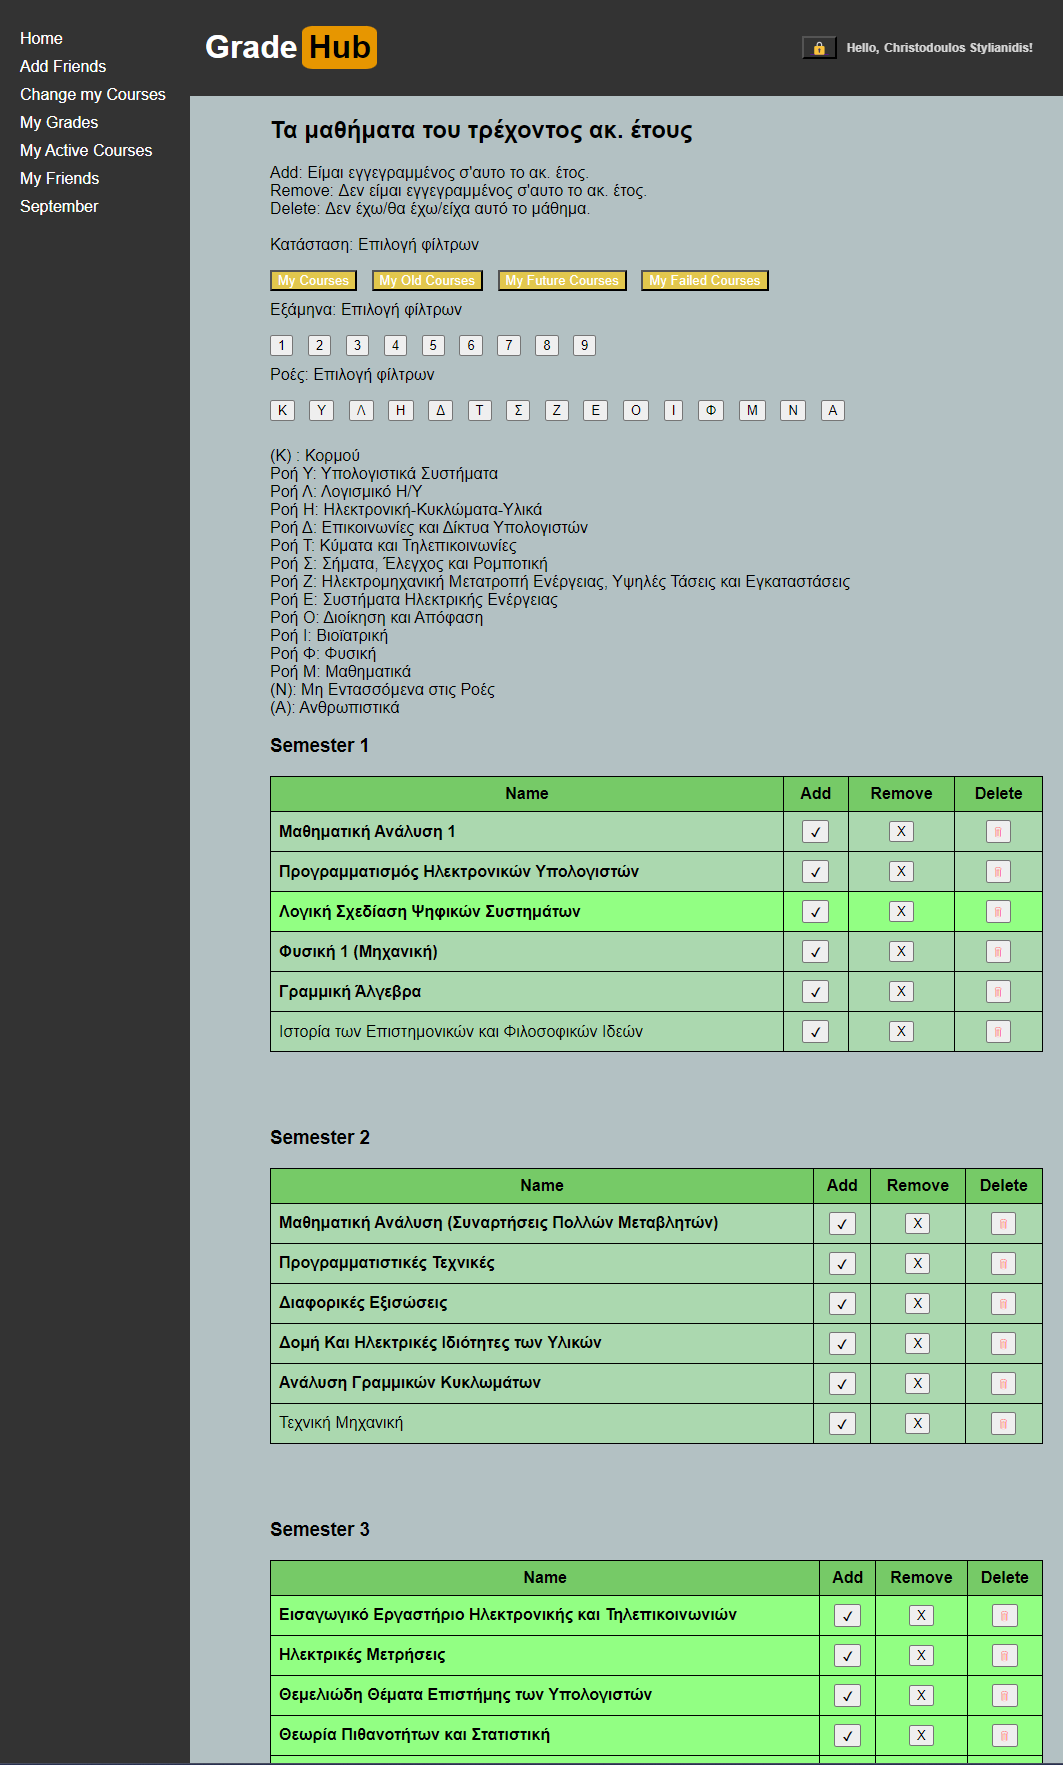 Home
Add Friends
Change my Courses
My Grades
My Active Courses
My Friends
September
Grade Hub
Hello, Christodoulos Stylianidis!
Τα μαθήματα του τρέχοντος ακ. έτους
Add: Είμαι εγγεγραμμένος σ'αυτο το ακ. έτος.
Remove: Δεν είμαι εγγεγραμμένος σ'αυτο το ακ. έτος.
Delete: Δεν έχω/θα έχω/είχα αυτό το μάθημα.
Κατάσταση: Επιλογή φίλτρων
My Courses My Old Courses My Future Courses My Failed Courses
Εξάμηνα: Επιλογή φίλτρων
1 2 3 4 5 6 7 8 9
Ροές: Επιλογή φίλτρων
Κ Υ Λ Η Δ Τ Σ Ζ Ε Ο Ι Φ Μ Ν Α
(Κ) : Κορμού
Ροή Υ: Υπολογιστικά Συστήματα
Ροή Λ: Λογισμικό Η/Υ
Ροή Η: Ηλεκτρονική-Κυκλώματα-Υλικά
Ροή Δ: Επικοινωνίες και Δίκτυα Υπολογιστών
Ροή Τ: Κύματα και Τηλεπικοινωνίες
Ροή Σ: Σήματα, Έλεγχος και Ρομποτική
Ροή Ζ: Ηλεκτρομηχανική Μετατροπή Ενέργειας, Υψηλές Τάσεις και Εγκαταστάσεις
Ροή Ε: Συστήματα Ηλεκτρικής Ενέργειας
Ροή Ο: Διοίκηση και Απόφαση
Ροή Ι: Βιοϊατρική
Ροή Φ: Φυσική
Ροή Μ: Μαθηματικά
(Ν): Μη Εντασσόμενα στις Ροές
(Α): Ανθρωπιστικά
Semester 1
Name Add Remove Delete
Μαθηματική Ανάλυση 1 ✓ X
Προγραμματισμός Ηλεκτρονικών Υπολογιστών ✓ X
Λογική Σχεδίαση Ψηφικών Συστημάτων ✓ X
Φυσική 1 (Μηχανική) ✓ X
Γραμμική Άλγεβρα ✓ X
Ιστορία των Επιστημονικών και Φιλοσοφικών Ιδεών ✓ X
Semester 2
Name Add Remove Delete
Μαθηματική Ανάλυση (Συναρτήσεις Πολλών Μεταβλητών) ✓ X
Προγραμματιστικές Τεχνικές ✓ X
Διαφορικές Εξισώσεις ✓ X
Δομή Και Ηλεκτρικές Ιδιότητες των Υλικών ✓ X
Ανάλυση Γραμμικών Κυκλωμάτων ✓ X
Τεχνική Μηχανική ✓ X
Semester 3
Name Add Remove Delete
Εισαγωγικό Εργαστήριο Ηλεκτρονικής και Τηλεπικοινωνιών ✓ X
Ηλεκτρικές Μετρήσεις ✓ X
Θεμελιώδη Θέματα Επιστήμης των Υπολογιστών ✓ X
Θεωρία Πιθανοτήτων και Στατιστική ✓ X